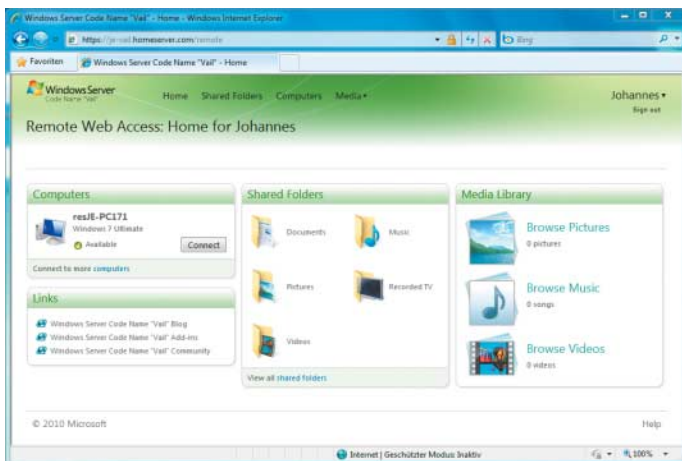 Windows Server Code Name "Vail" - Home - Windows Internet Explorer
https://je-vail.homeserver.com/remote
Bing
Favoriten
Windows Server Code Name "Vail" - Home
Windows Server
Code Name "Vail"
Home Shared Folders Computers Media
Johannes
Sign out
Remote Web Access: Home for Johannes
Computers
resJE-PC171
Windows 7 Ultimate
Available
Connect
Connect to more computers
Links
Windows Server Code Name "Vail" Blog
Windows Server Code Name "Vail" Add-ins
Windows Server Code Name "Vail" Community
Shared Folders
Documents
Music
Pictures
Recorded TV
Videos
View all shared folders
Media Library
Browse Pictures
0 pictures
Browse Music
0 songs
Browse Videos
0 videos
© 2010 Microsoft
Help
Internet | Geschützter Modus: Inaktiv
100%